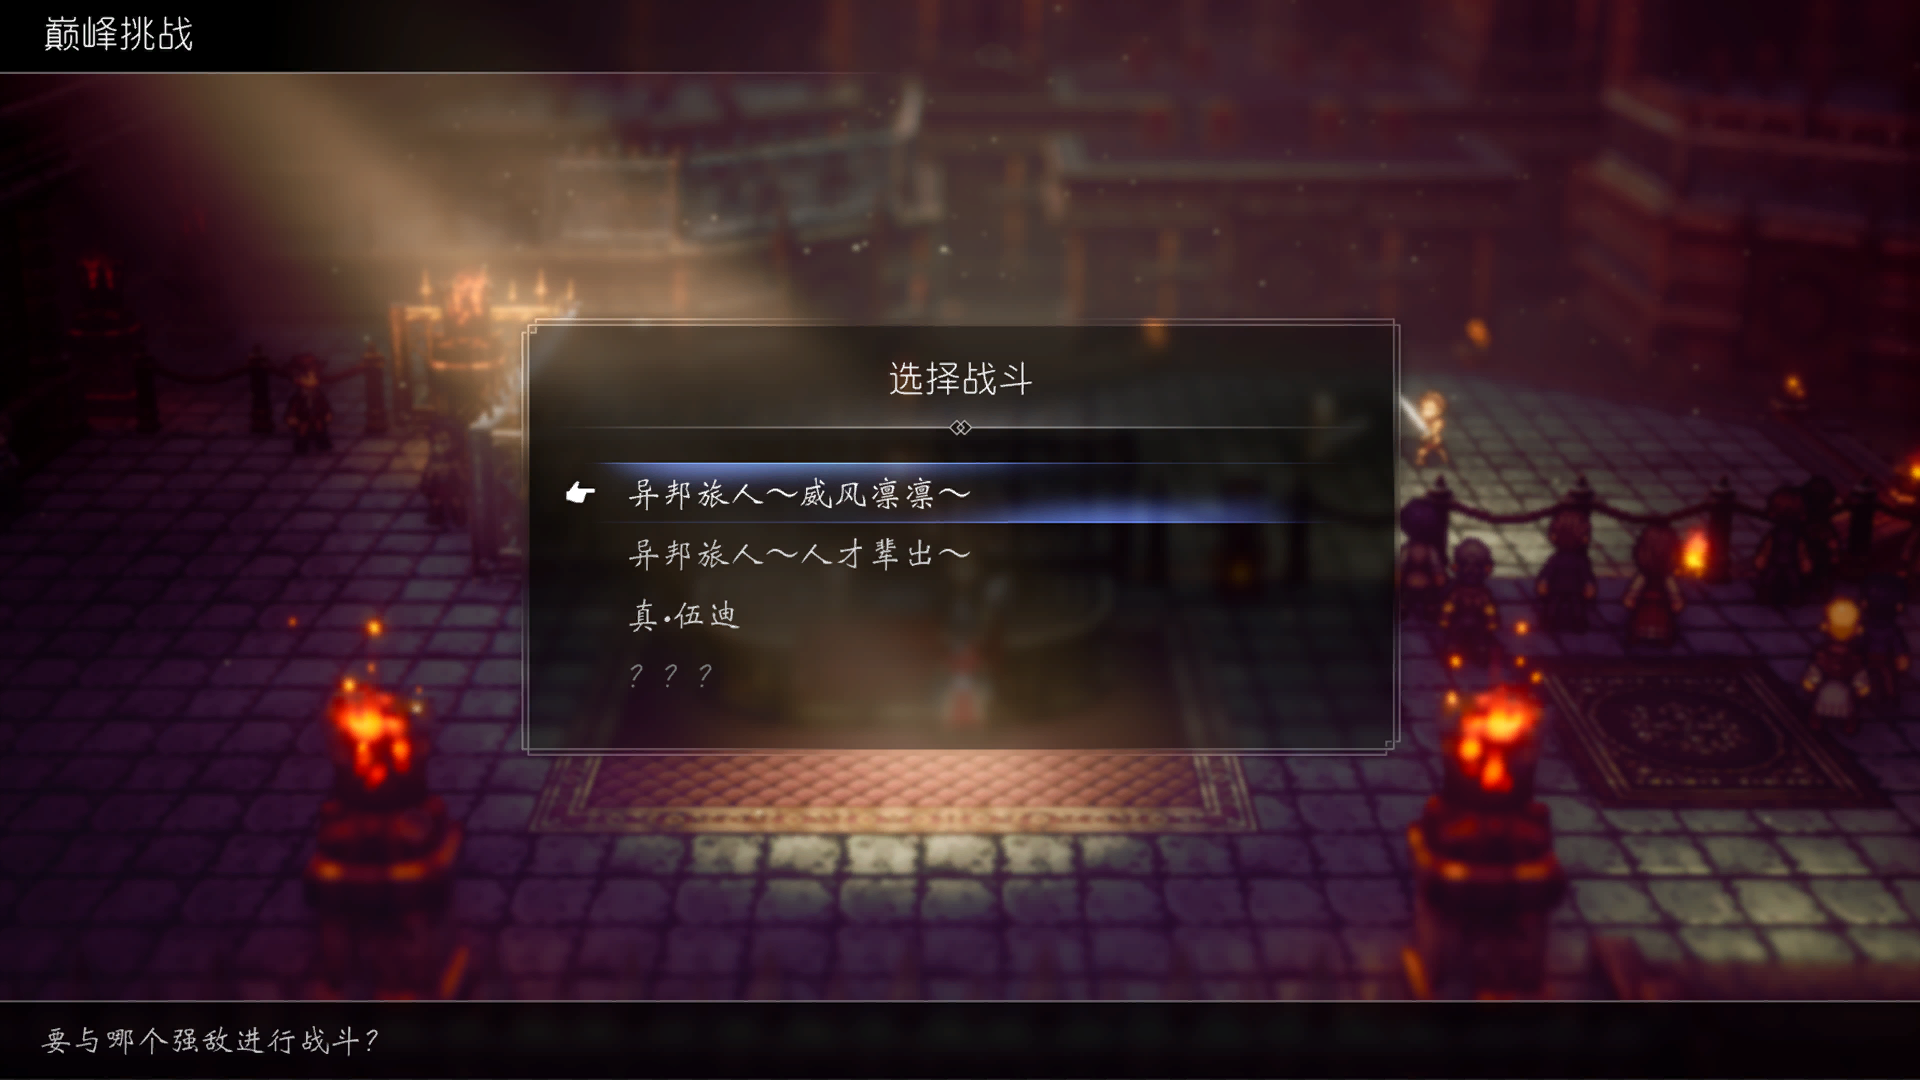 巅峰挑战
选择战斗
异邦旅人～威风凛凛～
异邦旅人～人才辈出～
真·伍迪
？？？
要与哪个强敌进行战斗？